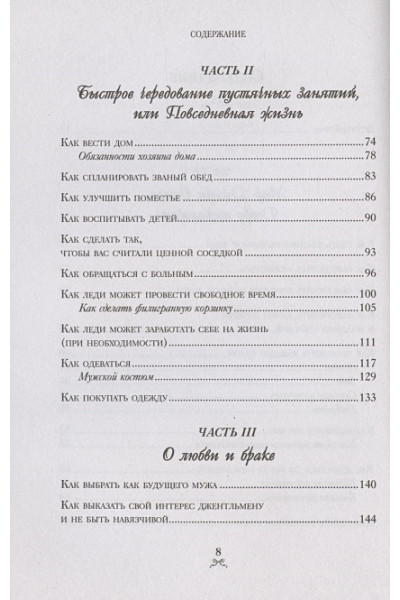 СОДЕРЖАНИЕ
ЧАСТЬ II
Быстрое чередование пустячных занятий,
или Повседневная жизнь
Как вести дом 74
Обязанности хозяина дома 78
Как спланировать званый обед 83
Как улучшить поместье 86
Как воспитывать детей 90
Как сделать так,
чтобы вас считали ценной соседкой 93
Как обращаться с больным 96
Как леди может провести свободное время 100
Как сделать филигранную корзинку 105
Как леди может заработать себе на жизнь
(при необходимости) 111
Как одеваться 117
Мужской костюм 129
Как покупать одежду 133
ЧАСТЬ III
О любви и браке
Как выбрать как будущего мужа 140
Как выказать свой интерес джентльмену
и не быть навязчивой 144
8